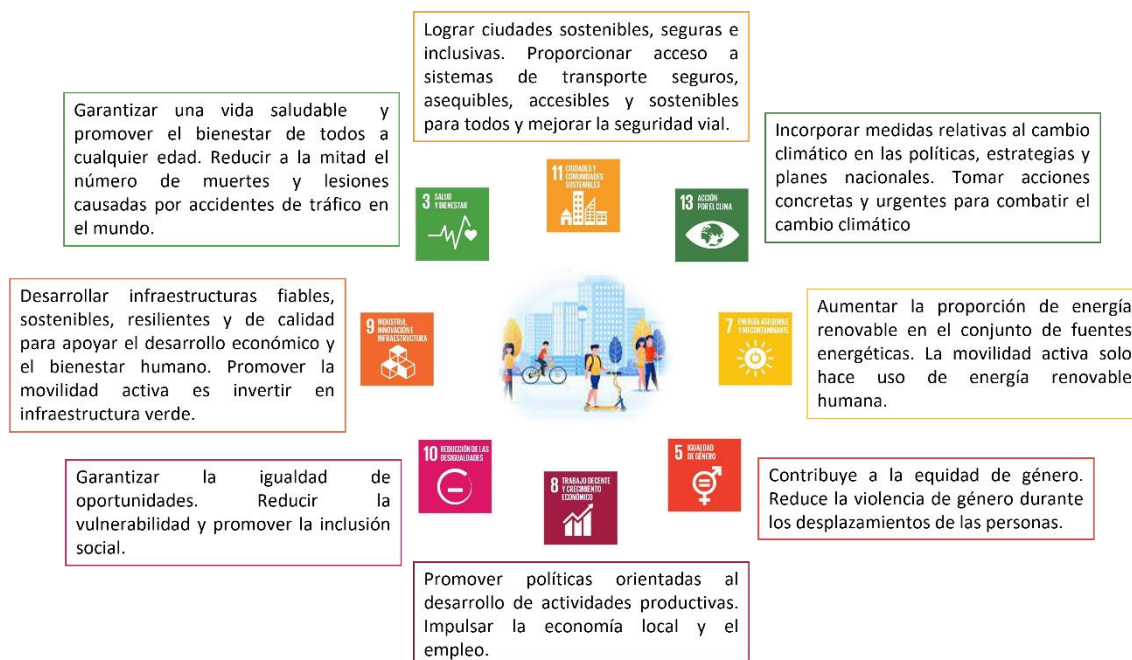 Lograr ciudades sostenibles, seguras e
inclusivas. Proporcionar acceso a
sistemas de transporte seguros,
asequibles, accesibles y sostenibles
para todos y mejorar la seguridad vial.
Garantizar una vida saludable y
promover el bienestar de todos a
cualquier edad. Reducir a la mitad el
número de muertes y lesiones
causadas por accidentes de tráfico en
el mundo.
Incorporar medidas relativas al cambio
climático en las políticas, estrategias y
planes nacionales. Tomar acciones
concretas y urgentes para combatir el
cambio climático
3 SALUD
Y BIENESTAR
11 CIUDADES Y
COMUNIDADES
SOSTENIBLES
13 ACCIÓN
POR EL CLIMA
Desarrollar infraestructuras fiables,
sostenibles, resilientes y de calidad
para apoyar el desarrollo económico y
el bienestar humano. Promover la
movilidad activa es invertir en
infraestructura verde.
9 INDUSTRIA,
INNOVACIÓN E
INFRAESTRUCTURA
7 ENERGÍA ASEQUIBLE
Y NO CONTAMINANTE
Aumentar la proporción de energía
renovable en el conjunto de fuentes
energéticas. La movilidad activa solo
hace uso de energía renovable
humana.
Garantizar la igualdad de
oportunidades. Reducir la
vulnerabilidad y promover la inclusión
social.
10 REDUCCIÓN DE LAS
DESIGUALDADES
8 TRABAJO DECENTE
Y CRECIMIENTO
ECONÓMICO
5 IGUALDAD
DE GÉNERO
Contribuye a la equidad de género.
Reduce la violencia de género durante
los desplazamientos de las personas.
Promover políticas orientadas al
desarrollo de actividades productivas.
Impulsar la economía local y el
empleo.